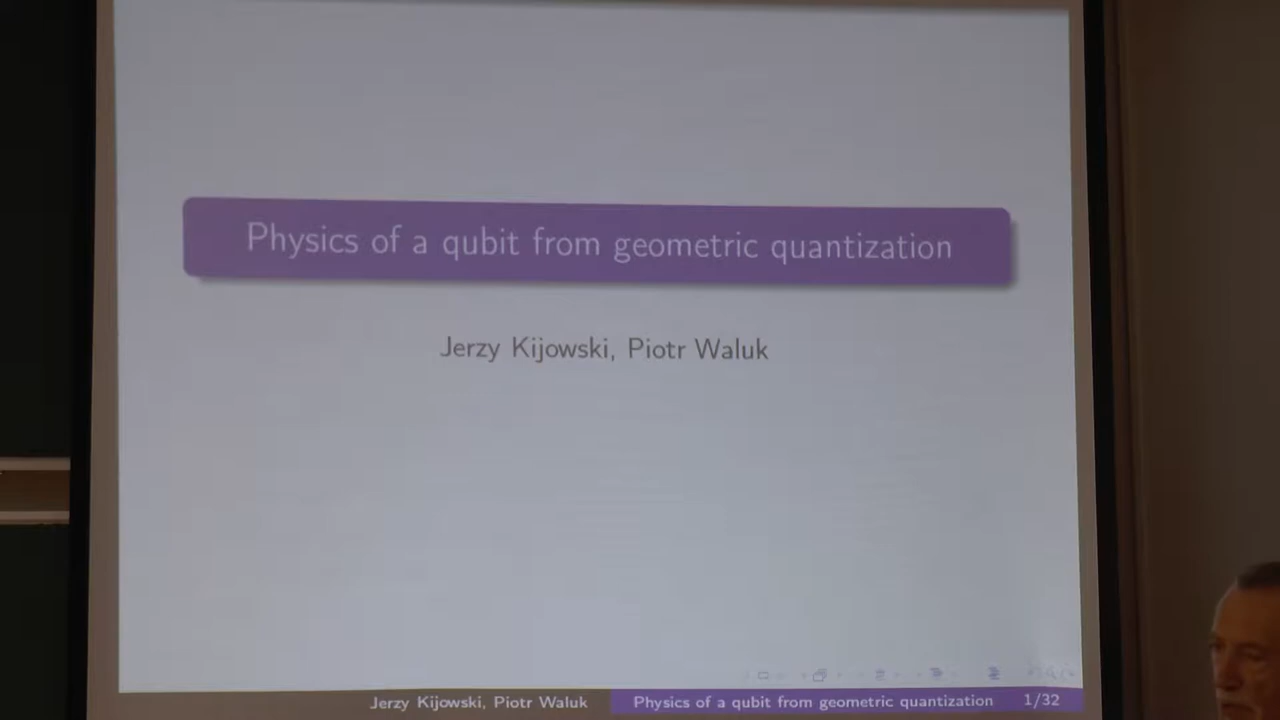 Physics of a qubit from geometric quantization
Jerzy Kijowski, Piotr Waluk
Jerzy Kijowski, Piotr Waluk Physics of a qubit from geometric quantization 1/32